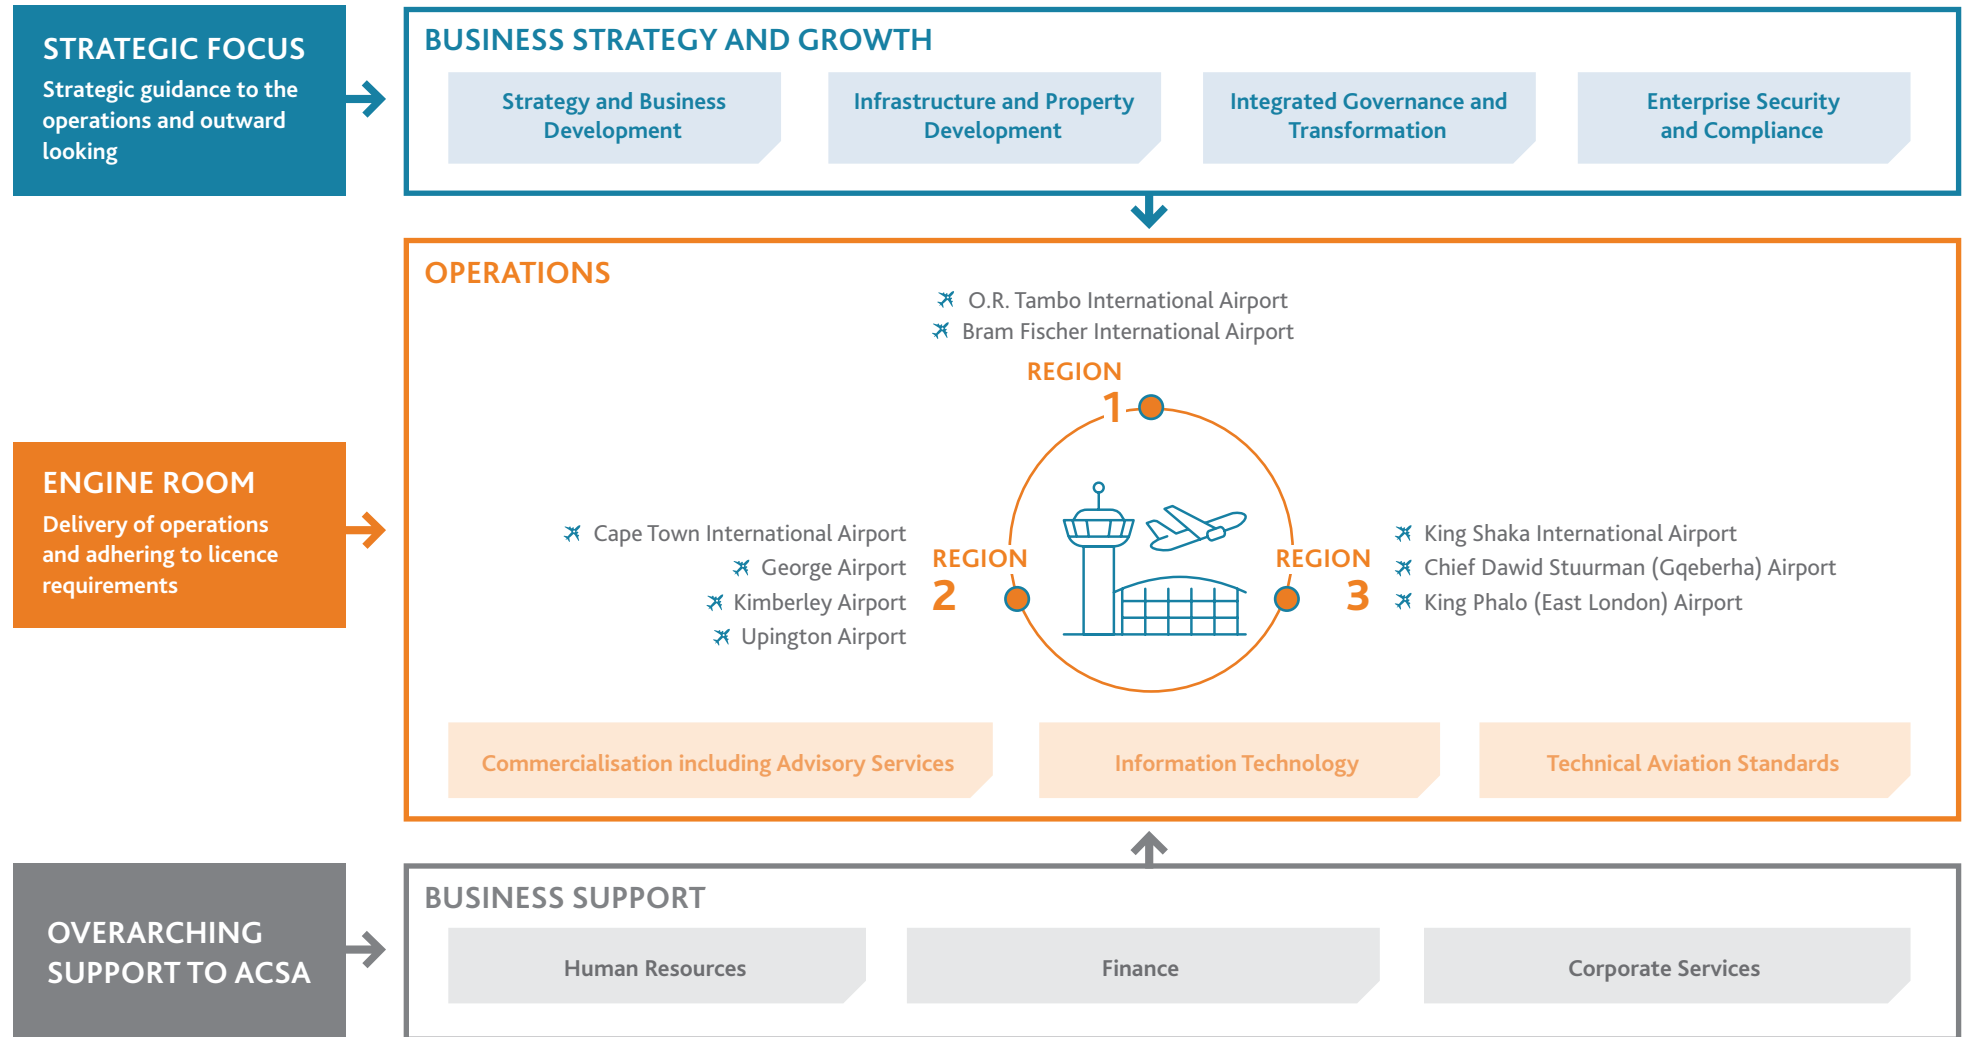 STRATEGIC FOCUS
Strategic guidance to the
operations and outward
looking
BUSINESS STRATEGY AND GROWTH
Strategy and Business
Development
Infrastructure and Property
Development
Integrated Governance and
Transformation
Enterprise Security
and Compliance
ENGINE ROOM
Delivery of operations
and adhering to licence
requirements
OPERATIONS
O.R. Tambo International Airport
Bram Fischer International Airport
REGION
1
Cape Town International Airport
George Airport
Kimberley Airport
Upington Airport
REGION
2
REGION
3
King Shaka International Airport
Chief Dawid Stuurman (Gqeberha) Airport
King Phalo (East London) Airport
Commercialisation including Advisory Services
Information Technology
Technical Aviation Standards
OVERARCHING
SUPPORT TO ACSA
BUSINESS SUPPORT
Human Resources
Finance
Corporate Services